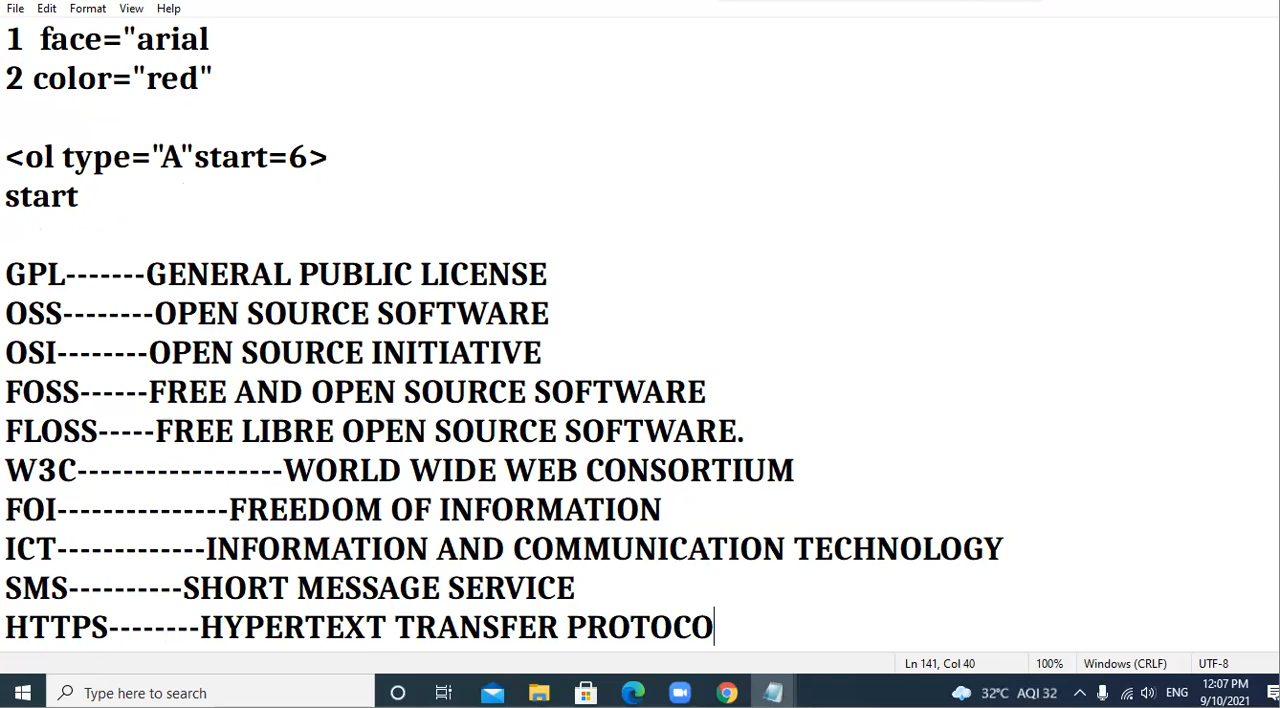 File Edit Format View Help
1 face="arial
2 color="red"
<ol type="A"start=6>
start
GPL-------GENERAL PUBLIC LICENSE
OSS--------OPEN SOURCE SOFTWARE
OSI--------OPEN SOURCE INITIATIVE
FOSS------FREE AND OPEN SOURCE SOFTWARE
FLOSS-----FREE LIBRE OPEN SOURCE SOFTWARE.
W3C------------------WORLD WIDE WEB CONSORTIUM
FOI---------------FREEDOM OF INFORMATION
ICT-------------INFORMATION AND COMMUNICATION TECHNOLOGY
SMS----------SHORT MESSAGE SERVICE
HTTPS--------HYPERTEXT TRANSFER PROTOCO
Ln 141, Col 40 100% Windows (CRLF) UTF-8
Type here to search 32°C AQI 32 ENG 12:07 PM
9/10/2021